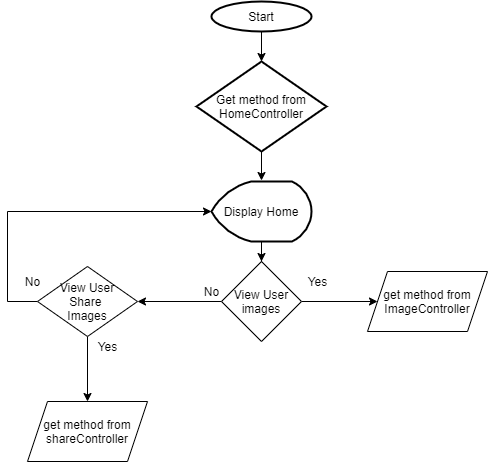 Start
Get method from
HomeController
Display Home
No
View User
Share
Images
No
View User
images
Yes
get method from
ImageController
Yes
get method from
shareController